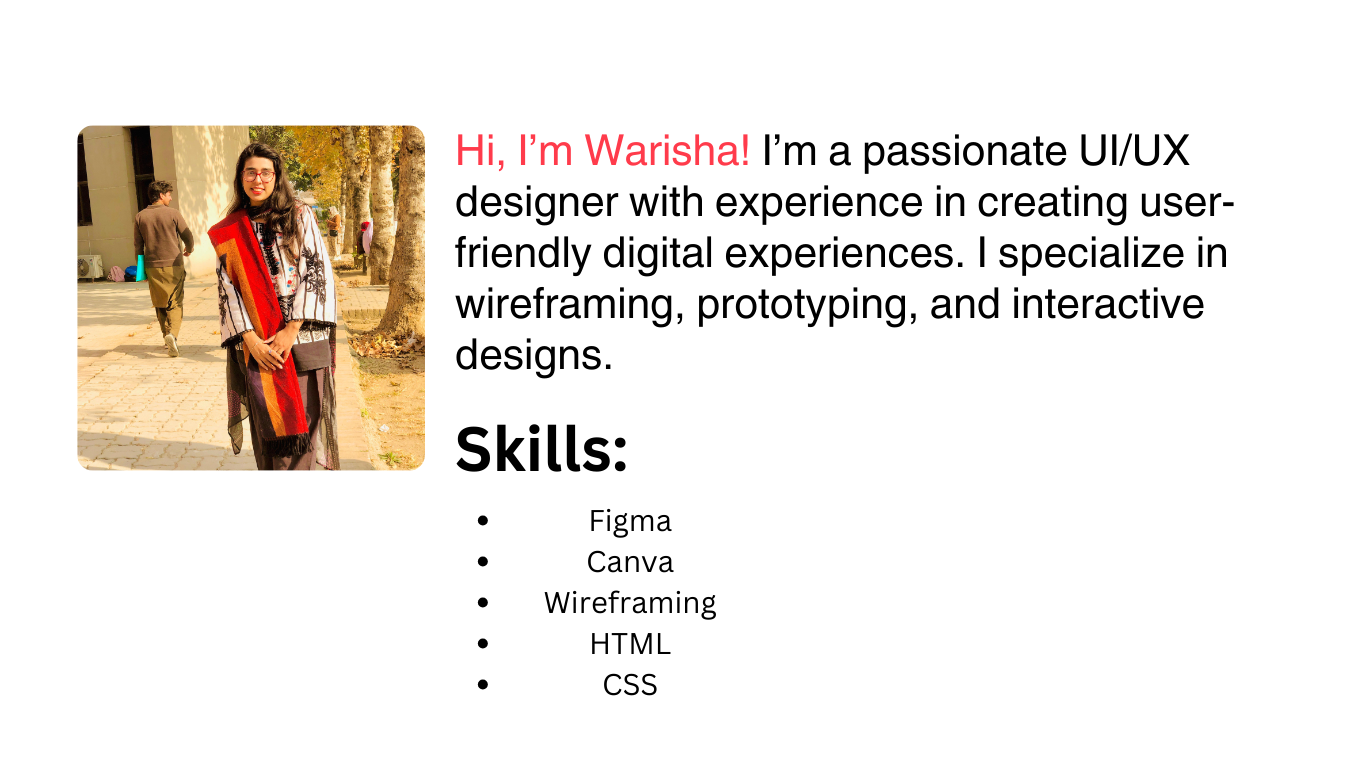 Hi, I’m Warisha! I’m a passionate UI/UX
designer with experience in creating user-
friendly digital experiences. I specialize in
wireframing, prototyping, and interactive
designs.
Skills:
• Figma
• Canva
• Wireframing
• HTML
• CSS